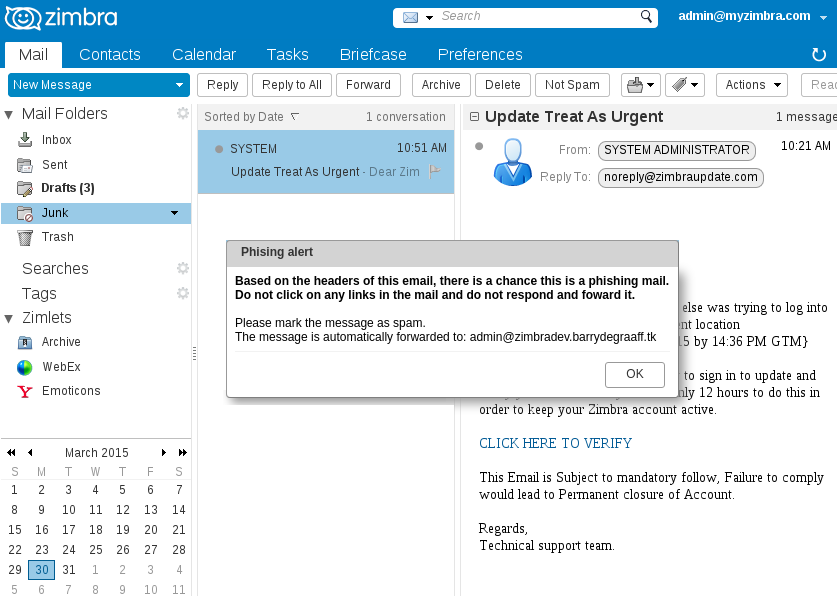 zimbra
Search
admin@myzimbra.com
Mail Contacts Calendar Tasks Briefcase Preferences
New Message
Reply Reply to All Forward Archive Delete Not Spam Actions Read
Mail Folders
Inbox
Sent
Drafts (3)
Junk
Trash
Searches
Tags
Zimlets
Archive
WebEx
Emoticons
March 2015
S M T W T F S
1 2 3 4 5 6 7
8 9 10 11 12 13 14
15 16 17 18 19 20 21
22 23 24 25 26 27 28
29 30 31 1 2 3 4
5 6 7 8 9 10 11
Sorted by Date 1 conversation
SYSTEM 10:51 AM
Update Treat As Urgent - Dear Zim
Update Treat As Urgent 1 message
From: SYSTEM ADMINISTRATOR 10:21 AM
Reply To: noreply@zimbraupdate.com
Phising alert
Based on the headers of this email, there is a chance this is a phishing mail.
Do not click on any links in the mail and do not respond and foward it.
Please mark the message as spam.
The message is automatically forwarded to: admin@zimbradev.barrydegraaff.tk
OK
else was trying to log into
nt location
15 by 14:36 PM GTM}
to sign in to update and
only 12 hours to do this in
order to keep your Zimbra account active.
CLICK HERE TO VERIFY
This Email is Subject to mandatory follow, Failure to comply
would lead to Permanent closure of Account.
Regards,
Technical support team.